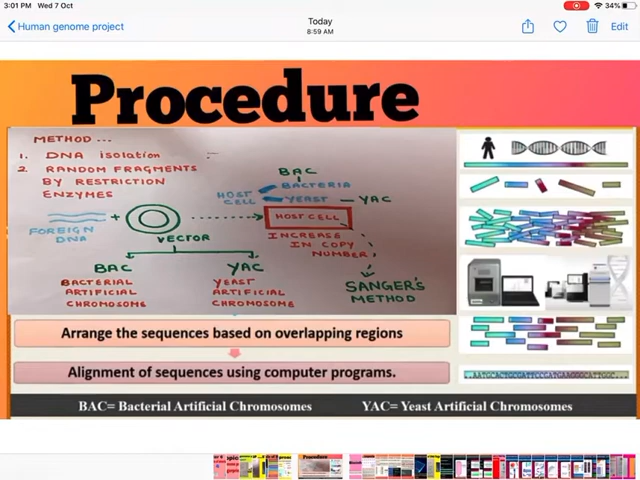 3:01 PM Wed 7 Oct
34%
Human genome project
Today
8:59 AM
Edit
Procedure
METHOD...
1. DNA isolation
2. RANDOM FRAGMENTS
BY RESTRICTION
ENZYMES
FOREIGN
DNA
+
VECTOR
BAC
BACTERIAL
ARTIFICIAL
CHROMOSOME
YAC
YEAST
ARTIFICIAL
CHROMOSOME
BAC
HOST
CELL
BACTERIA
YEAST — YAC
HOST CELL
INCREASE
IN COPY
NUMBER
SANGER'S
METHOD
Arrange the sequences based on overlapping regions
Alignment of sequences using computer programs.
BAC= Bacterial Artificial Chromosomes
YAC= Yeast Artificial Chromosomes